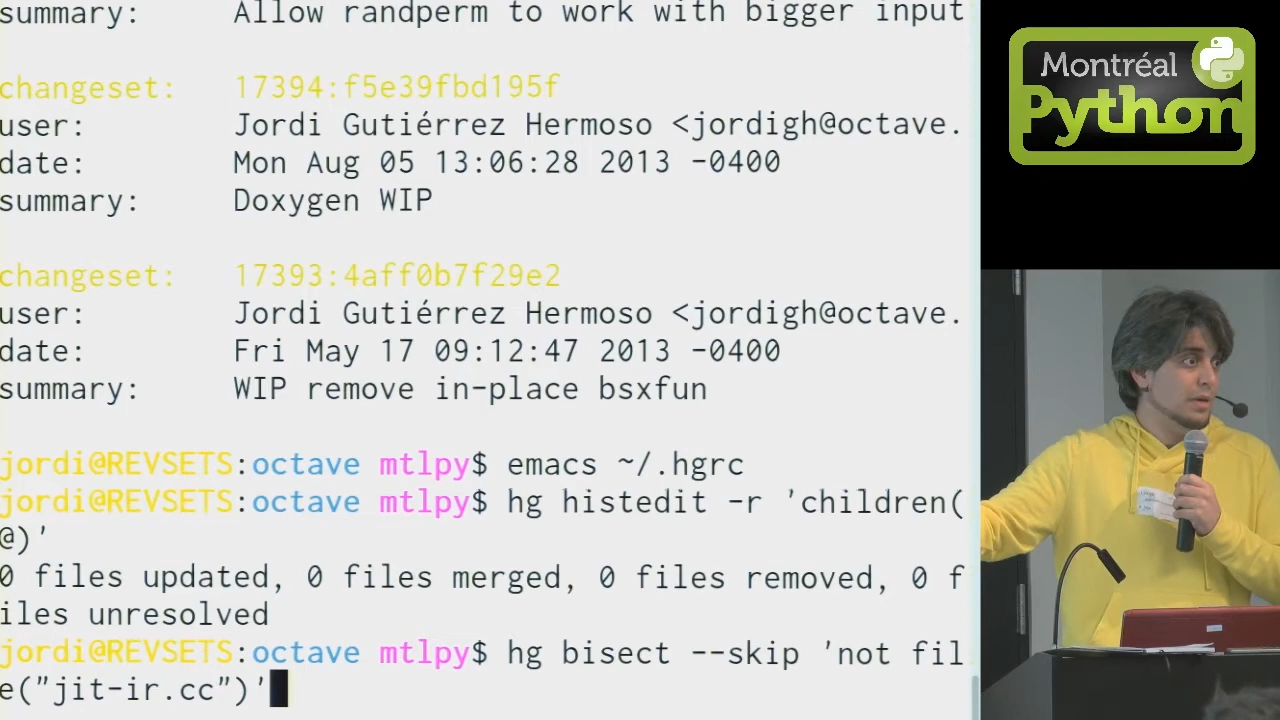 summary:     Allow randperm to work with bigger input
changeset:   17394:f5e39fbd195f
user:        Jordi Gutiérrez Hermoso <jordigh@octave.
date:        Mon Aug 05 13:06:28 2013 -0400
summary:     Doxygen WIP
changeset:   17393:4aff0b7f29e2
user:        Jordi Gutiérrez Hermoso <jordigh@octave.
date:        Fri May 17 09:12:47 2013 -0400
summary:     WIP remove in-place bsxfun
jordi@REVSETS:octave mtlpy$ emacs ~/.hgrc
jordi@REVSETS:octave mtlpy$ hg histedit -r 'children(
@)'
0 files updated, 0 files merged, 0 files removed, 0 f
iles unresolved
jordi@REVSETS:octave mtlpy$ hg bisect --skip 'not fil
e("jit-ir.cc")'
Montréal
Python